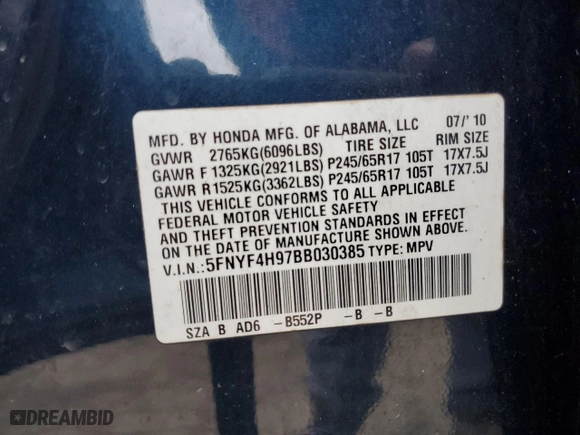 MFD. BY HONDA MFG. OF ALABAMA, LLC 07/'10
GVWR 2765KG(6096LBS) TIRE SIZE RIM SIZE
GAWR F 1325KG(2921LBS) P245/65R17 105T 17X7.5J
GAWR R 1525KG(3362LBS) P245/65R17 105T 17X7.5J
THIS VEHICLE CONFORMS TO ALL APPLICABLE
FEDERAL MOTOR VEHICLE SAFETY
AND THEFT PREVENTION STANDARDS IN EFFECT
ON THE DATE OF MANUFACTURE SHOWN ABOVE.
V.I.N.: 5FNYF4H97BB030385 TYPE: MPV
SZA B AD6 -B552P -B -B
DREAMBID